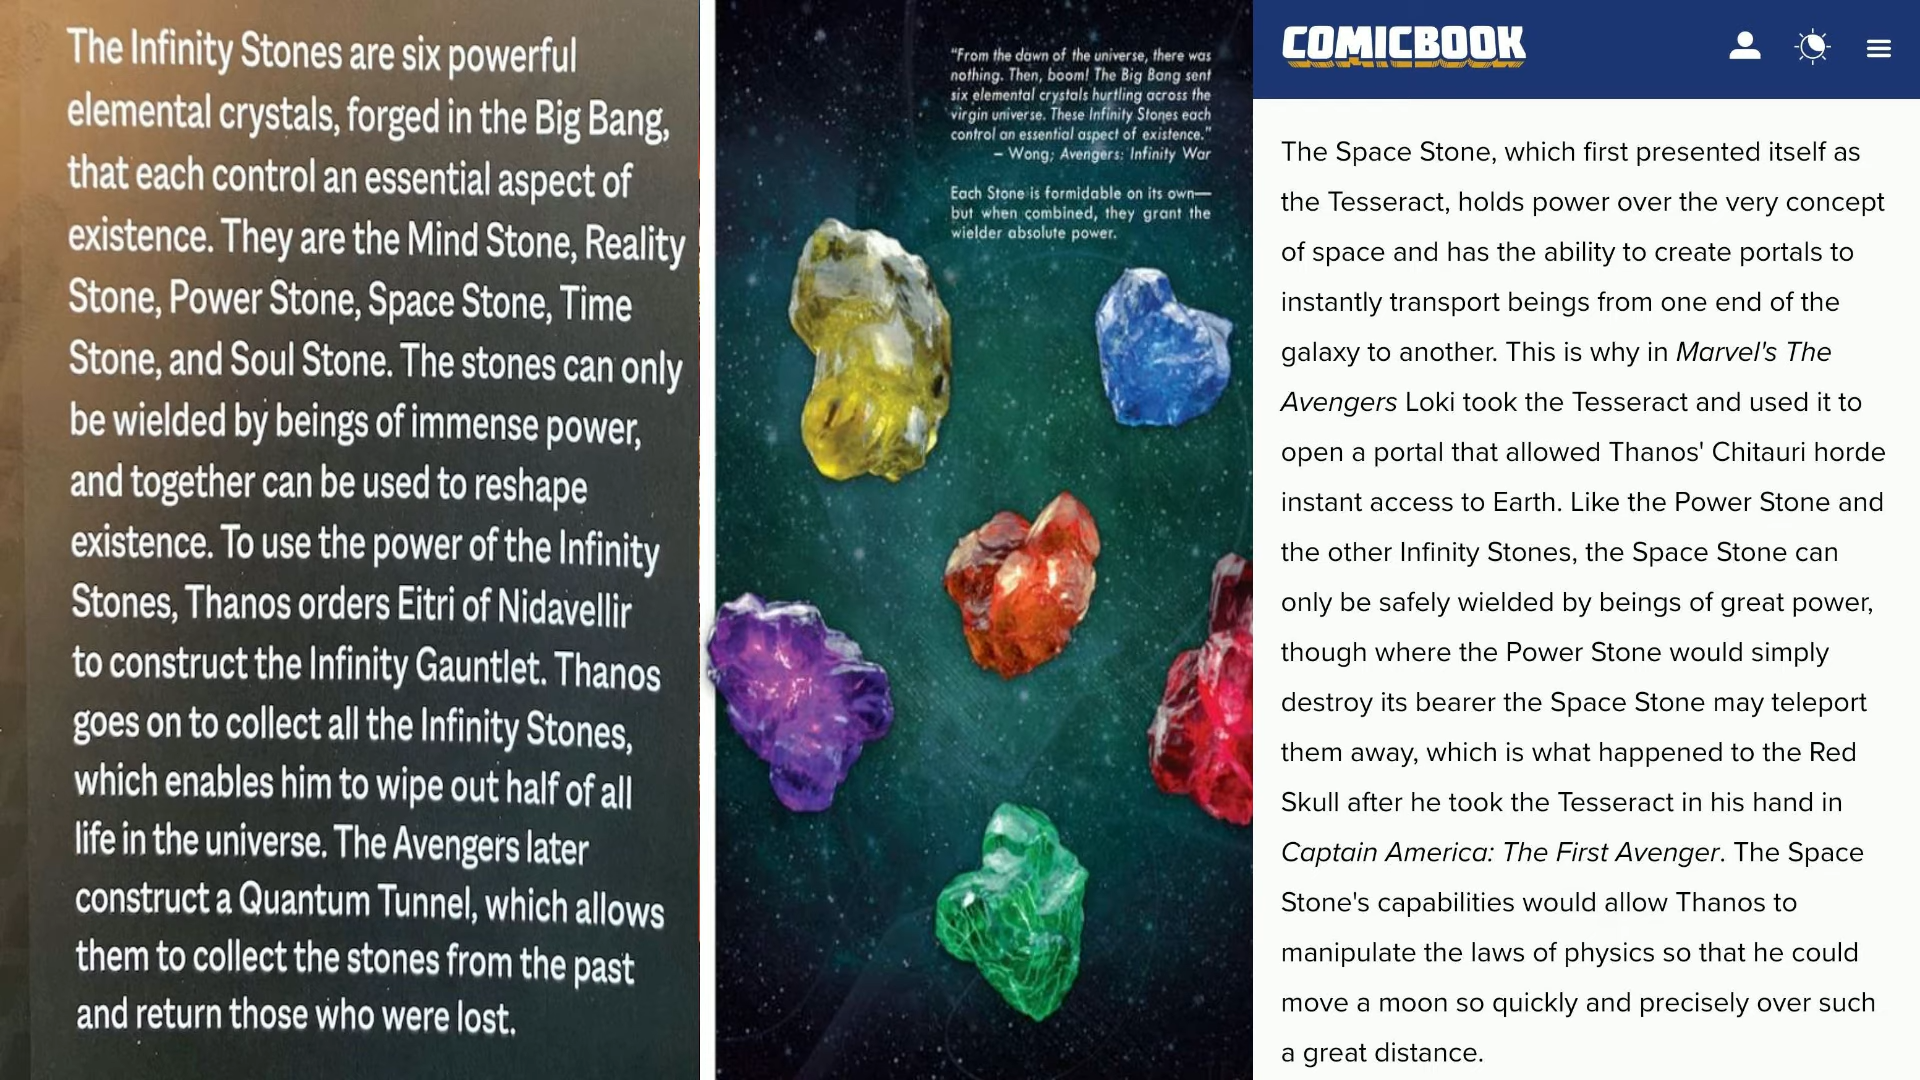 The Infinity Stones are six powerful
elemental crystals, forged in the Big Bang,
that each control an essential aspect of
existence. They are the Mind Stone, Reality
Stone, Power Stone, Space Stone, Time
Stone, and Soul Stone. The stones can only
be wielded by beings of immense power,
and together can be used to reshape
existence. To use the power of the Infinity
Stones, Thanos orders Eitri of Nidavellir
to construct the Infinity Gauntlet. Thanos
goes on to collect all the Infinity Stones,
which enables him to wipe out half of all
life in the universe. The Avengers later
construct a Quantum Tunnel, which allows
them to collect the stones from the past
and return those who were lost.
"From the dawn of the universe, there was
nothing. Then, boom! The Big Bang sent
six elemental crystals hurtling across the
virgin universe. These Infinity Stones each
control an essential aspect of existence."
– Wong; Avengers: Infinity War
Each Stone is formidable on its own—
but when combined, they grant the
wielder absolute power.
COMICBOOK
The Space Stone, which first presented itself as
the Tesseract, holds power over the very concept
of space and has the ability to create portals to
instantly transport beings from one end of the
galaxy to another. This is why in Marvel's The
Avengers Loki took the Tesseract and used it to
open a portal that allowed Thanos' Chitauri horde
instant access to Earth. Like the Power Stone and
the other Infinity Stones, the Space Stone can
only be safely wielded by beings of great power,
though where the Power Stone would simply
destroy its bearer the Space Stone may teleport
them away, which is what happened to the Red
Skull after he took the Tesseract in his hand in
Captain America: The First Avenger. The Space
Stone's capabilities would allow Thanos to
manipulate the laws of physics so that he could
move a moon so quickly and precisely over such
a great distance.